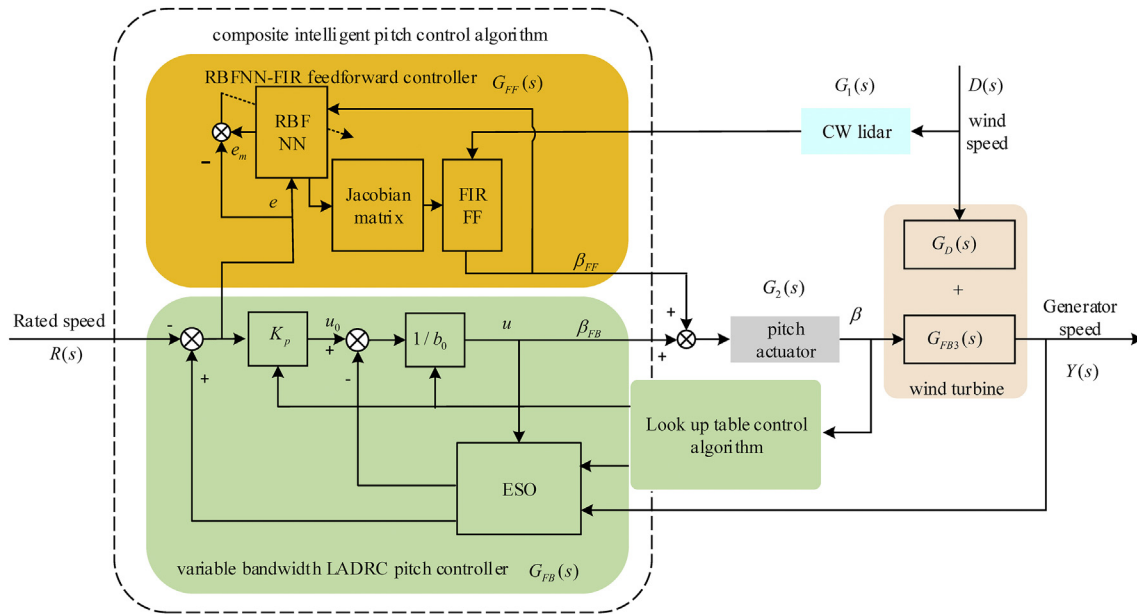 composite intelligent pitch control algorithm
RBFNN-FIR feedforward controller
G_FF(s)
RBF
NN
e_m
-
e
Jacobian
matrix
FIR
FF
β_FF
G_1(s)
CW lidar
D(s)
wind
speed
G_D(s)
+
G_FB3(s)
wind turbine
Rated speed
R(s)
-
+
K_p
u_0
+
-
1/b_0
u
β_FB
+
+
G_2(s)
pitch
actuator
β
Generator
speed
Y(s)
Look up table control
algorithm
ESO
variable bandwidth LADRC pitch controller
G_FB(s)